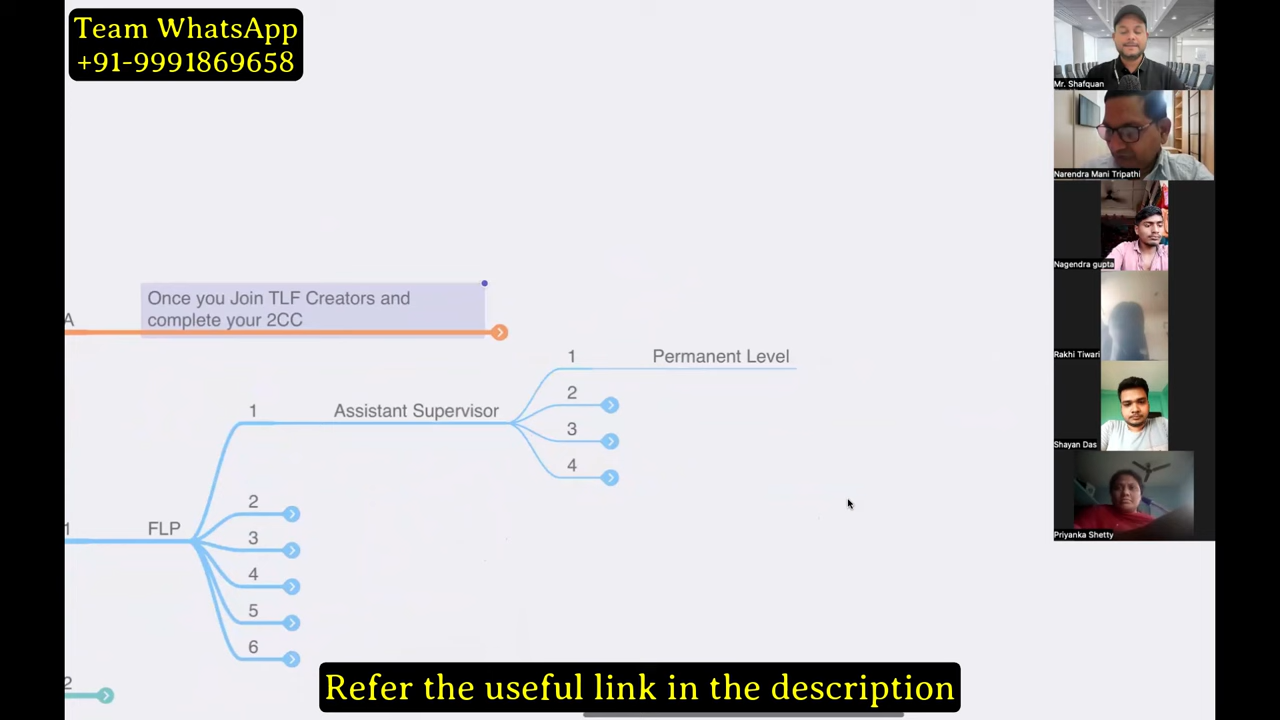 Team WhatsApp
+91-9991869658
Mr. Shafquan
Narendra Mani Tripathi
Nagendra gupta
Rakhi Tiwari
Shayan Das
Priyanka Shetty
A
Once you Join TLF Creators and
complete your 2CC
1
Permanent Level
2
1
Assistant Supervisor
3
4
2
1
FLP
3
4
5
6
2
Refer the useful link in the description